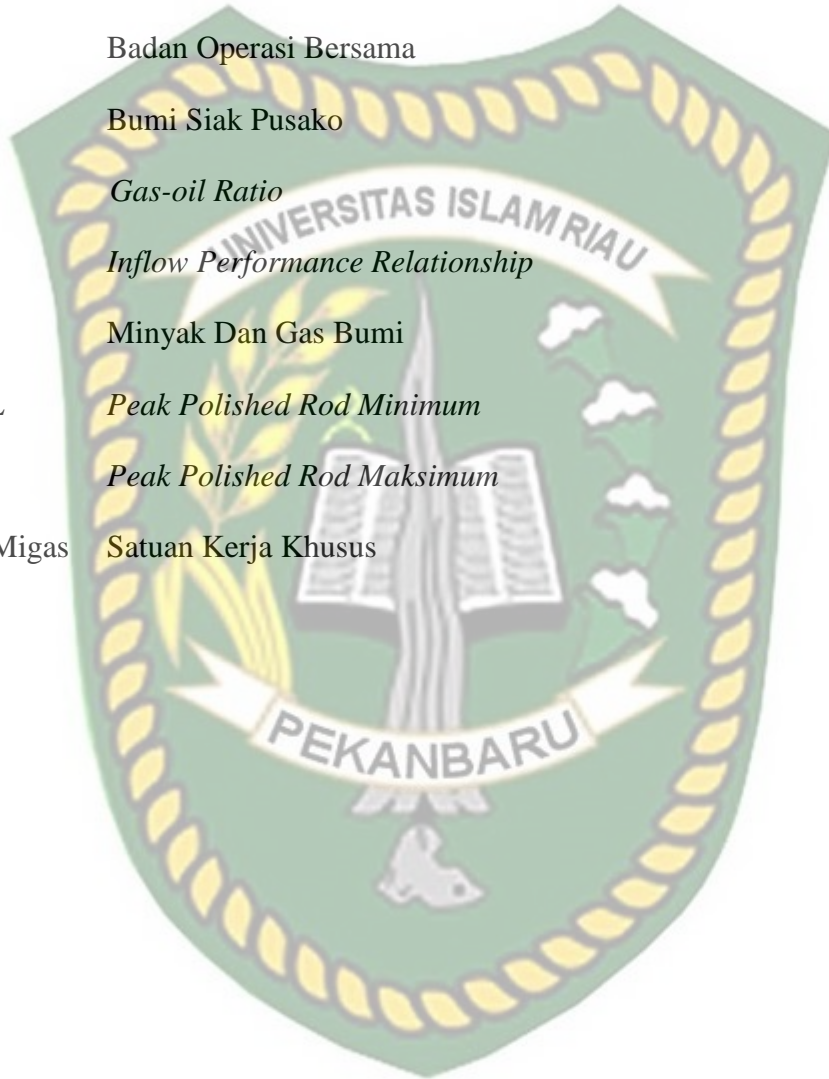 Badan Operasi Bersama
Bumi Siak Pusako
Gas-oil Ratio
UNIVERSITAS ISLAM RIAU
Inflow Performance Relationship
Minyak Dan Gas Bumi
Peak Polished Rod Minimum
Peak Polished Rod Maksimum
Migas Satuan Kerja Khusus
PEKANBARU